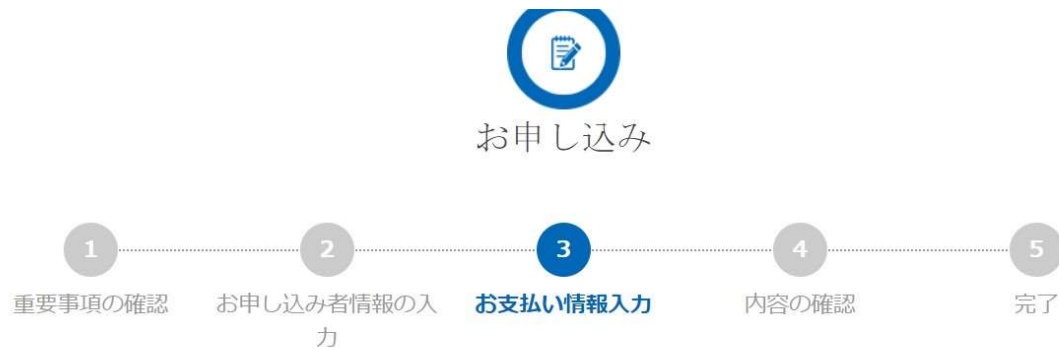 お申し込み
1
2
3
4
5
重要事項の確認
お申し込み者情報の入
力
お支払い情報入力
内容の確認
完了